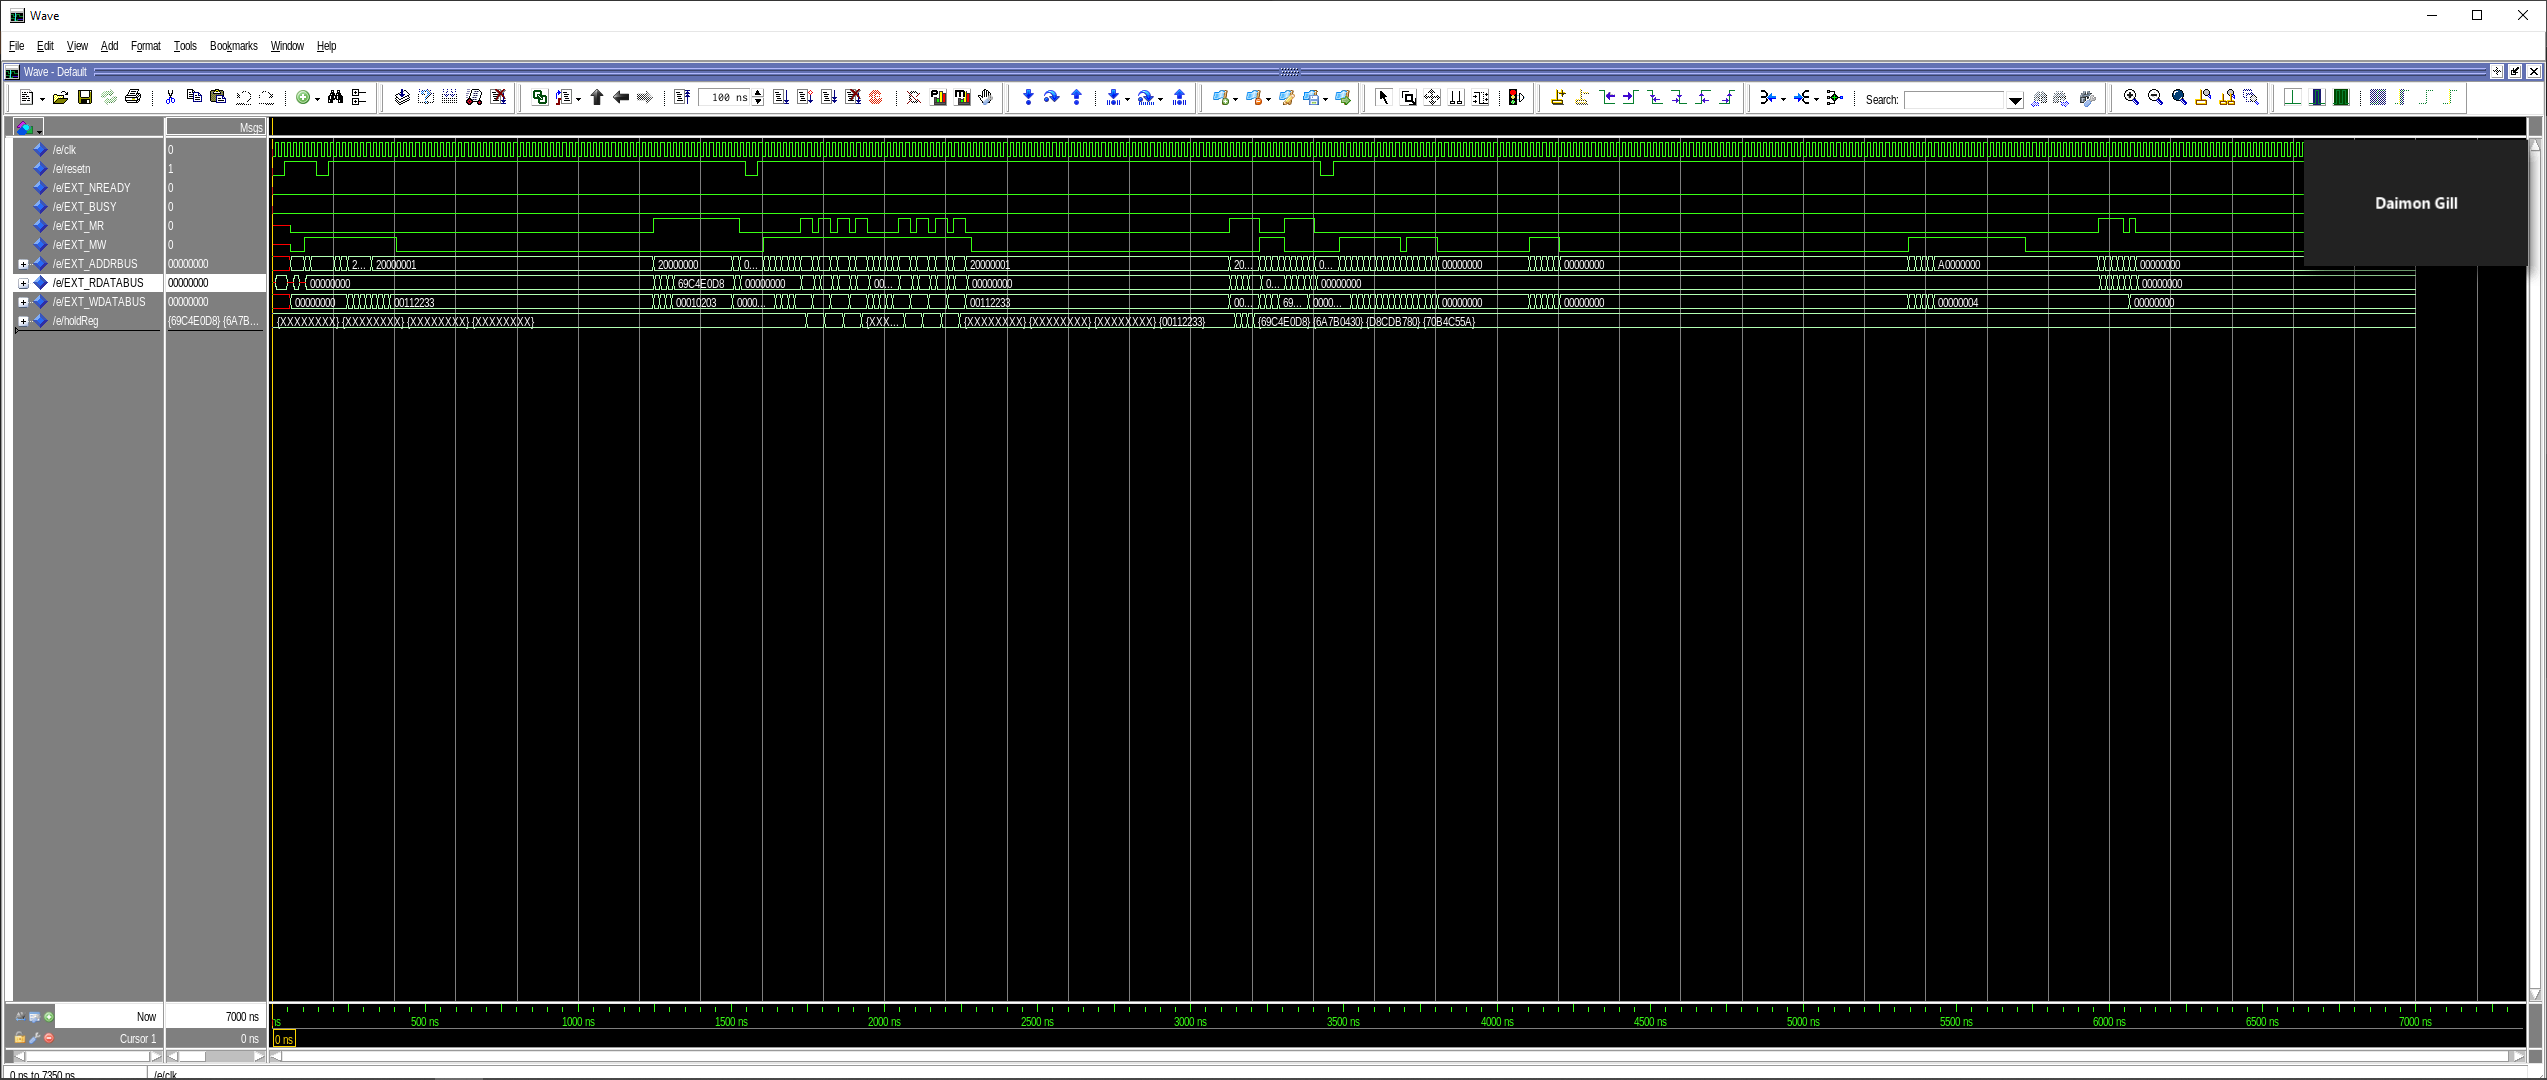 Wave
File Edit View Add Format Tools Bookmarks Window Help
Wave - Default
100 ns
Search:
Msgs
/e/clk 0
/e/resetn 1
/e/EXT_NREADY 0
/e/EXT_BUSY 0
/e/EXT_MR 0
/e/EXT_MW 0
/e/EXT_ADDRBUS 00000000 2... 20000001 20000000 0... 20000001 20... 0... 00000000 00000000 A0000000 00000000
/e/EXT_RDATABUS 00000000 00000000 69C4E0D8 00000000 00... 00000000 0... 00000000 00000000
/e/EXT_WDATABUS 00000000 00000000 00112233 00010203 0000... 00112233 00... 69... 0000... 00000000 00000000 00000004 00000000
/e/holdReg {69C4E0D8} {6A7B... {XXXXXXXX} {XXXXXXXX} {XXXXXXXX} {XXXXXXXX} {XXX... {XXXXXXXX} {XXXXXXXX} {XXXXXXXX} {00112233} {69C4E0D8} {6A7B0430} {D8CDB780} {70B4C55A}
Daimon Gill
Now 7000 ns
ns 500 ns 1000 ns 1500 ns 2000 ns 2500 ns 3000 ns 3500 ns 4000 ns 4500 ns 5000 ns 5500 ns 6000 ns 6500 ns 7000 ns
Cursor 1 0 ns 0 ns
0 ns to 7350 ns /e/clk